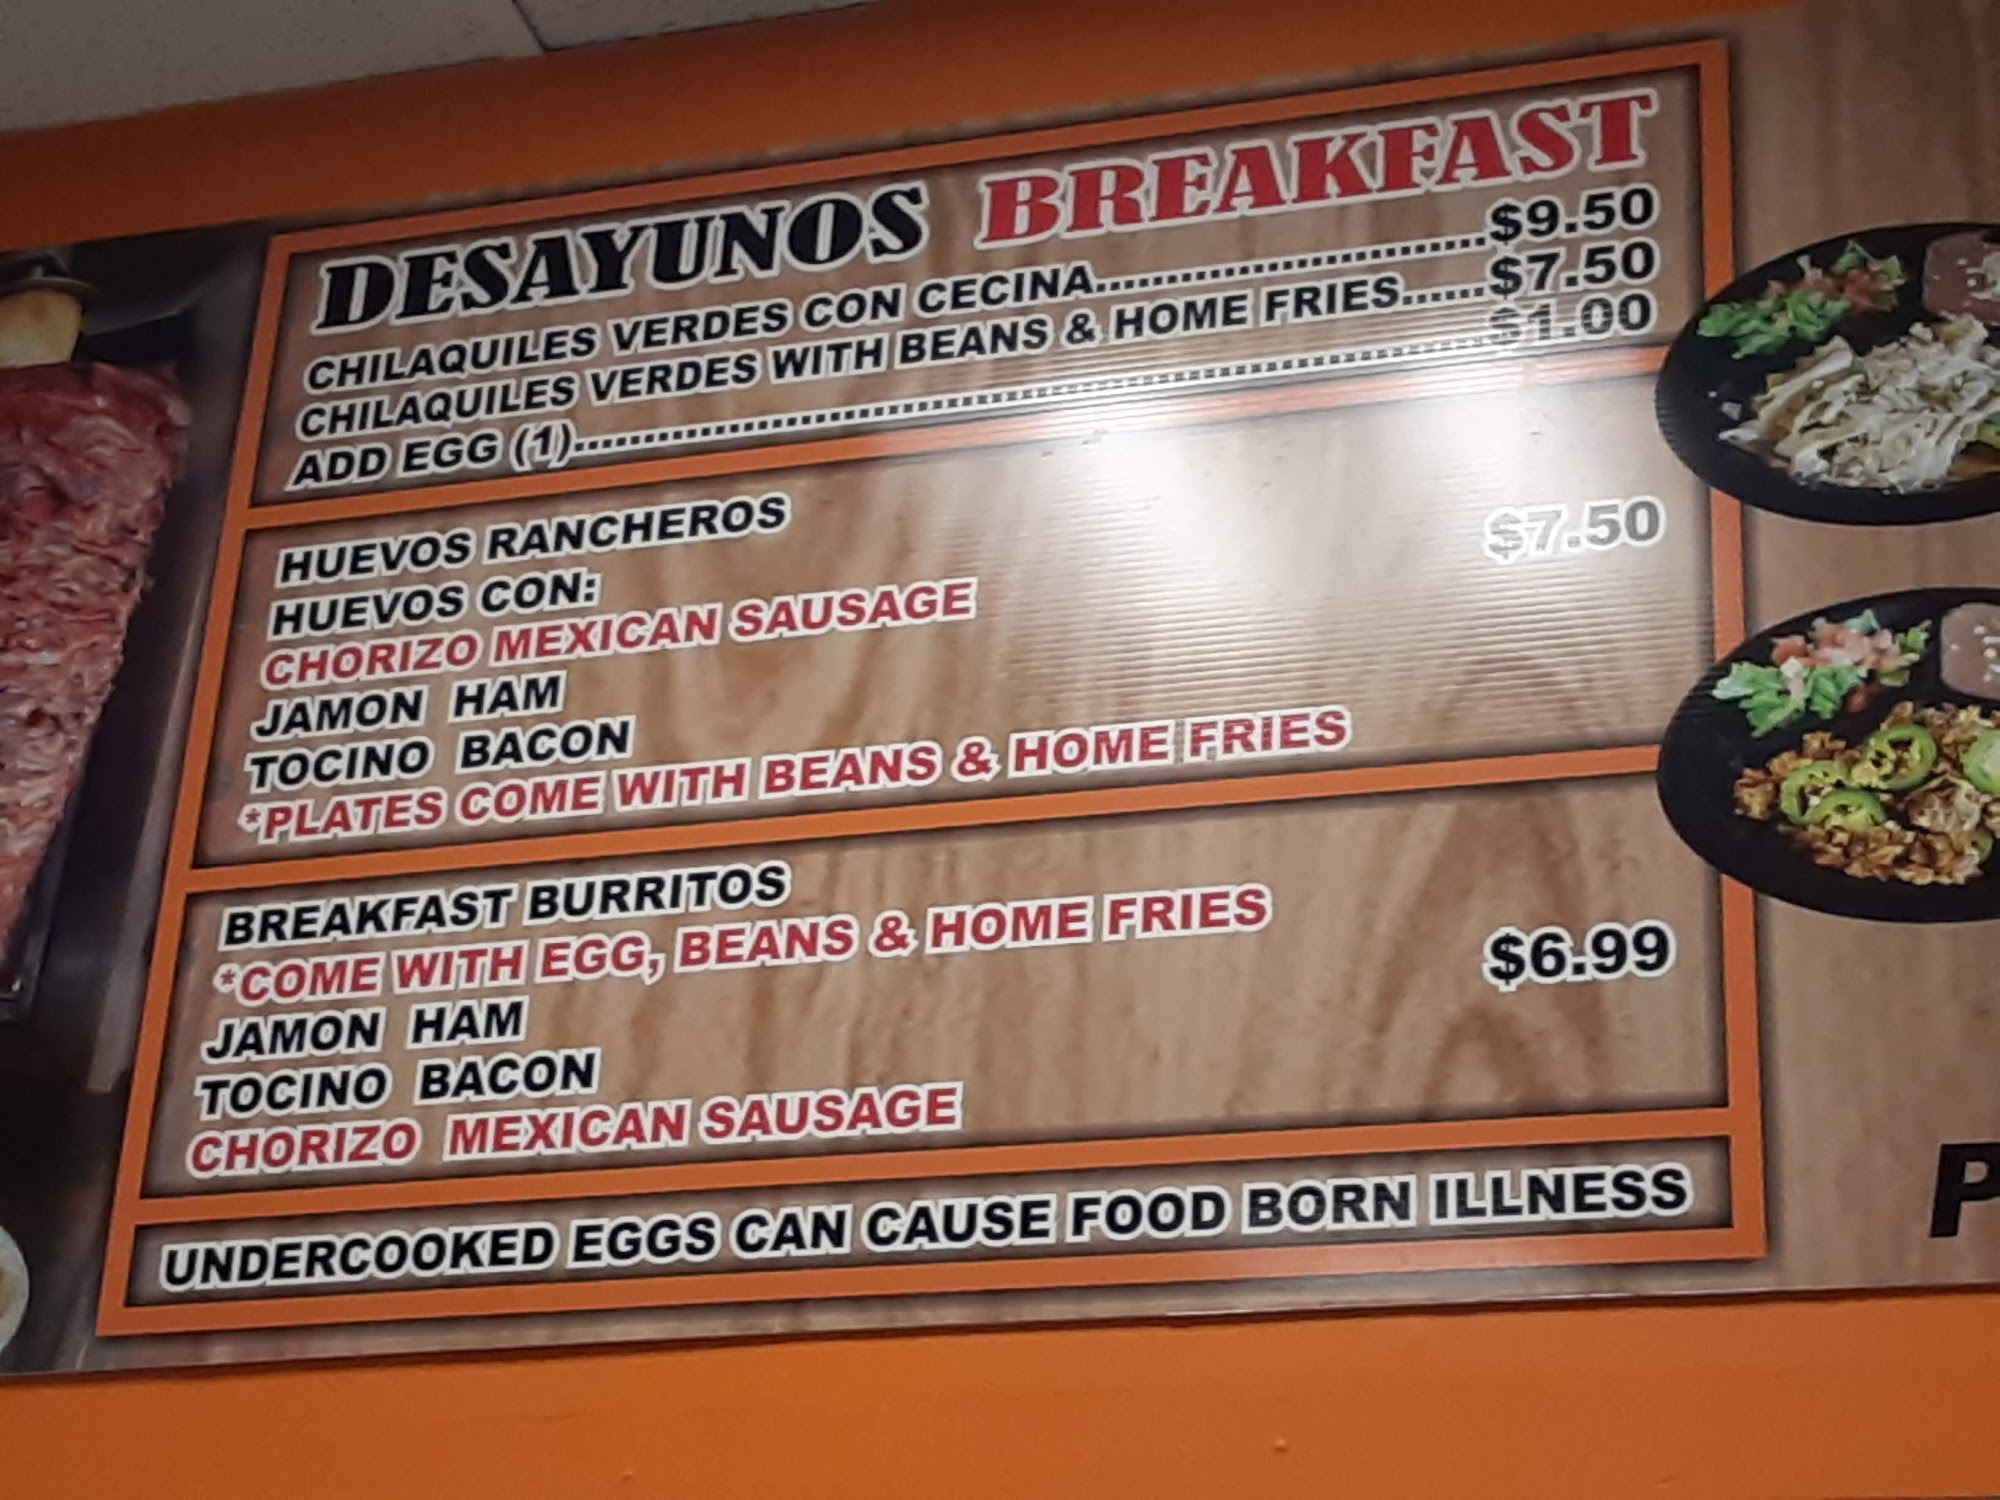 DESAYUNOS BREAKFAST
CHILAQUILES VERDES CON CECINA..............................$9.50
CHILAQUILES VERDES WITH BEANS & HOME FRIES......$7.50
ADD EGG (1)..............................................................................$1.00
HUEVOS RANCHEROS
HUEVOS CON:
$7.50
CHORIZO MEXICAN SAUSAGE
JAMON HAM
TOCINO BACON
*PLATES COME WITH BEANS & HOME FRIES
BREAKFAST BURRITOS
*COME WITH EGG, BEANS & HOME FRIES
$6.99
JAMON HAM
TOCINO BACON
CHORIZO MEXICAN SAUSAGE
UNDERCOOKED EGGS CAN CAUSE FOOD BORN ILLNESS